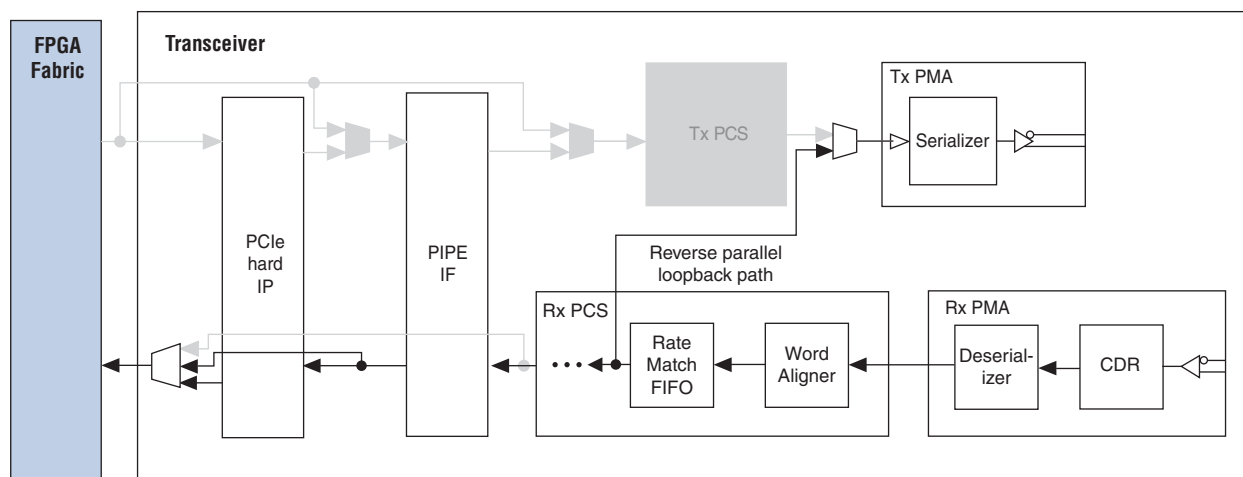 FPGA
Fabric
Transceiver
Tx PMA
Tx PCS
Serializer
PCIe
hard
IP
PIPE
IF
Reverse parallel
loopback path
Rx PCS
Rate
Match
FIFO
Word
Aligner
Rx PMA
Deserial-
izer
CDR